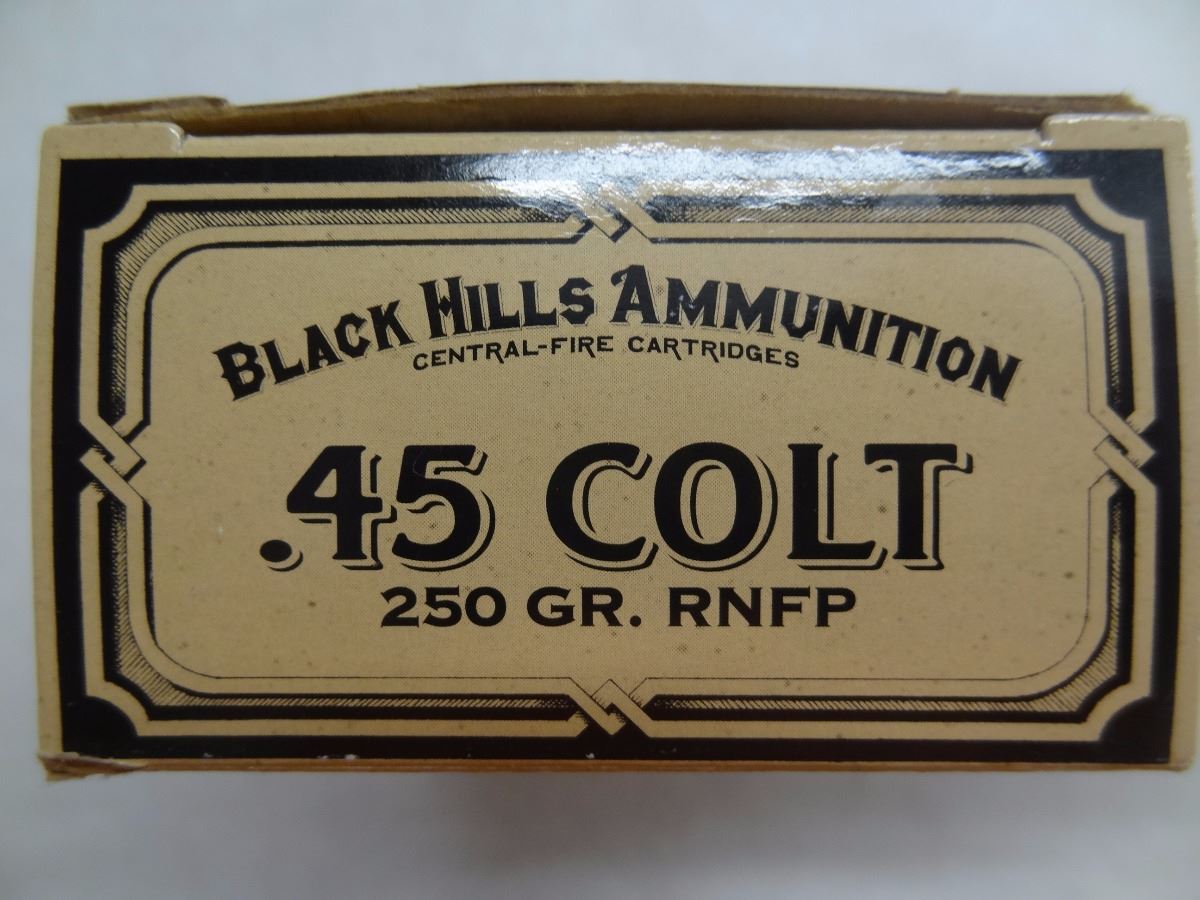 BLACK HILLS AMMUNITION
CENTRAL-FIRE CARTRIDGES
.45 COLT
250 GR. RNFP